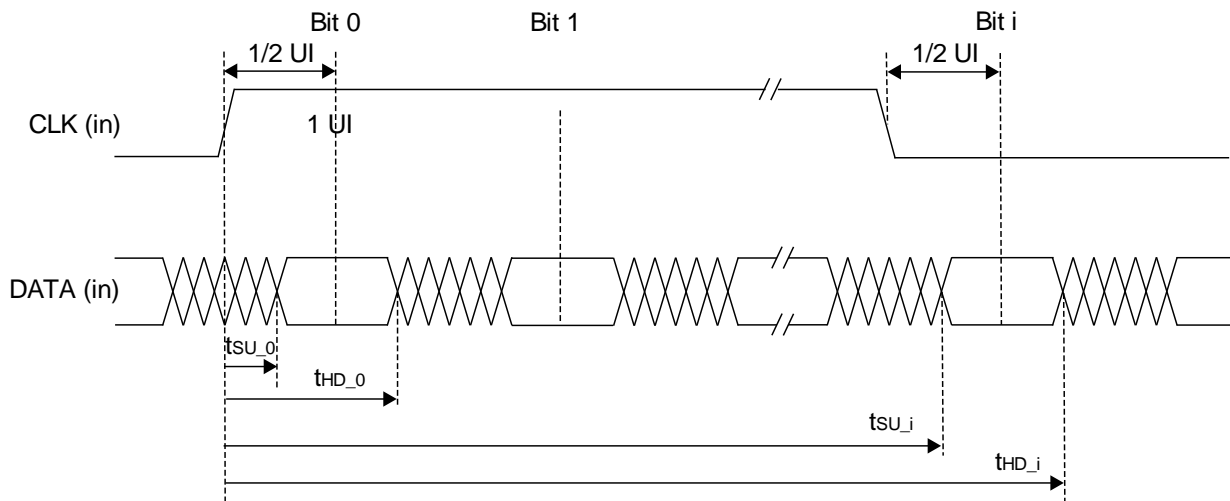 Bit 0 Bit 1 Bit i
1/2 UI 1/2 UI
CLK (in) 1 UI
DATA (in)
tSU_0
tHD_0
tSU_i
tHD_i